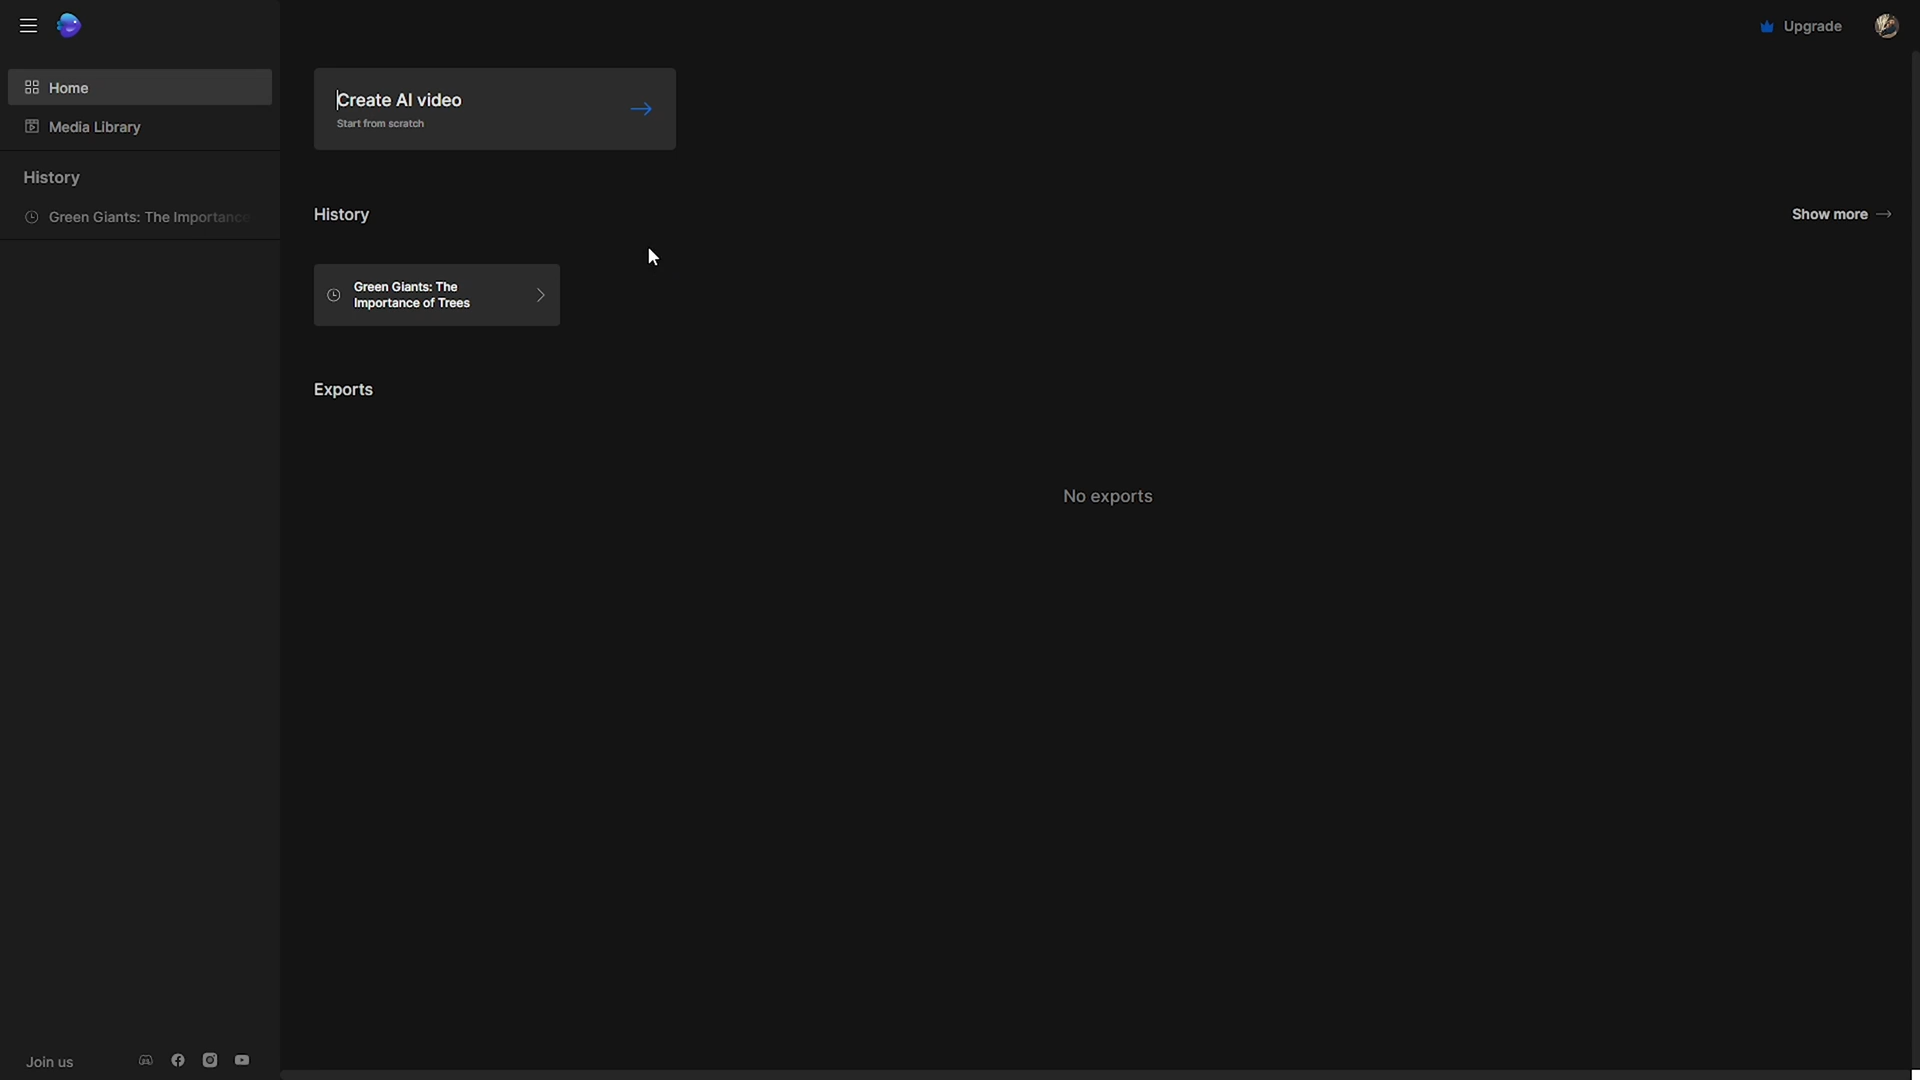 Upgrade
Home
Media Library
History
Green Giants: The Importance
Create AI video
Start from scratch
History
Show more
Green Giants: The
Importance of Trees
Exports
No exports
Join us